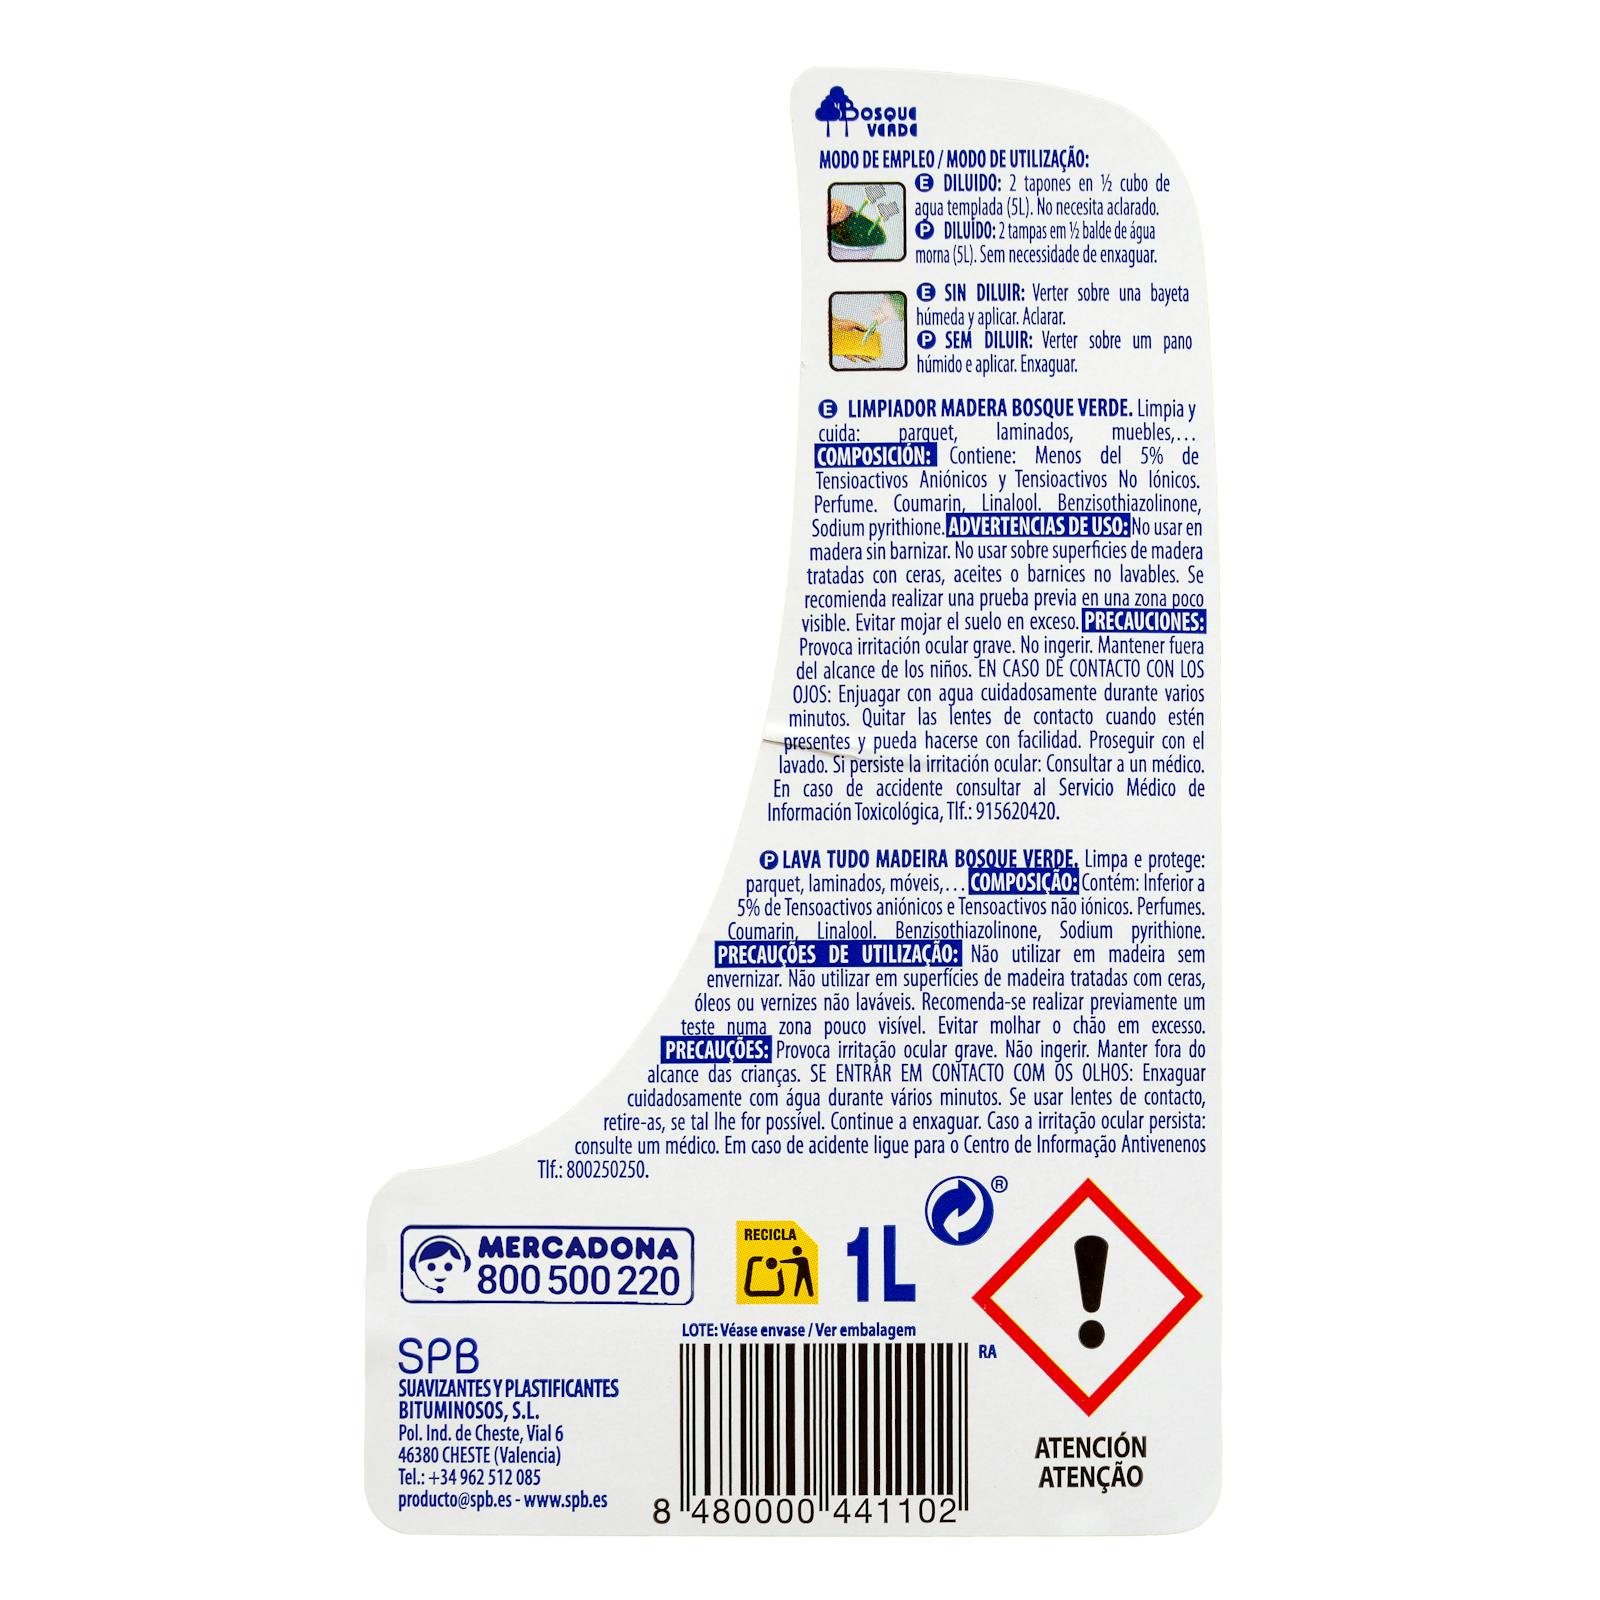 BOSQUE
VERDE
MODO DE EMPLEO / MODO DE UTILIZAÇÃO:
E DILUIDO: 2 tapones en ½ cubo de
agua templada (5L). No necesita aclarado.
P DILUÍDO: 2 tampas em ½ balde de água
morna (5L). Sem necessidade de enxaguar.
E SIN DILUIR: Verter sobre una bayeta
húmeda y aplicar. Aclarar.
P SEM DILUIR: Verter sobre um pano
húmido e aplicar. Enxaguar.
E LIMPIADOR MADERA BOSQUE VERDE. Limpia y
cuida: parquet, laminados, muebles,...
COMPOSICIÓN: Contiene: Menos del 5% de
Tensioactivos Aniónicos y Tensioactivos No Iónicos.
Perfume. Coumarin, Linalool. Benzisothiazolinone,
Sodium pyrithione. ADVERTENCIAS DE USO: No usar en
madera sin barnizar. No usar sobre superficies de madera
tratadas con ceras, aceites o barnices no lavables. Se
recomienda realizar una prueba previa en una zona poco
visible. Evitar mojar el suelo en exceso. PRECAUCIONES:
Provoca irritación ocular grave. No ingerir. Mantener fuera
del alcance de los niños. EN CASO DE CONTACTO CON LOS
OJOS: Enjuagar con agua cuidadosamente durante varios
minutos. Quitar las lentes de contacto cuando estén
presentes y pueda hacerse con facilidad. Proseguir con el
lavado. Si persiste la irritación ocular: Consultar a un médico.
En caso de accidente consultar al Servicio Médico de
Información Toxicológica, Tlf.: 915620420.
P LAVA TUDO MADEIRA BOSQUE VERDE. Limpa e protege:
parquet, laminados, móveis,... COMPOSIÇÃO: Contém: Inferior a
5% de Tensoactivos aniónicos e Tensoactivos não iónicos. Perfumes.
Coumarin, Linalool. Benzisothiazolinone, Sodium pyrithione.
PRECAUÇÕES DE UTILIZAÇÃO: Não utilizar em madeira sem
envernizar. Não utilizar em superfícies de madeira tratadas com ceras,
óleos ou vernizes não laváveis. Recomenda-se realizar previamente um
teste numa zona pouco visível. Evitar molhar o chão em excesso.
PRECAUÇÕES: Provoca irritação ocular grave. Não ingerir. Manter fora do
alcance das crianças. SE ENTRAR EM CONTACTO COM OS OLHOS: Enxaguar
cuidadosamente com água durante vários minutos. Se usar lentes de contacto,
retire-as, se tal lhe for possível. Continue a enxaguar. Caso a irritação ocular persista:
consulte um médico. Em caso de acidente ligue para o Centro de Informação Antivenenos
Tlf.: 800250250.
MERCADONA
800 500 220
RECICLA
1L
®
LOTE: Véase envase / Ver embalagem
RA
SPB
SUAVIZANTES Y PLASTIFICANTES
BITUMINOSOS, S.L.
Pol. Ind. de Cheste, Vial 6
46380 CHESTE (Valencia)
Tel.: +34 962 512 085
producto@spb.es - www.spb.es
8 480000 441102
ATENCIÓN
ATENÇÃO